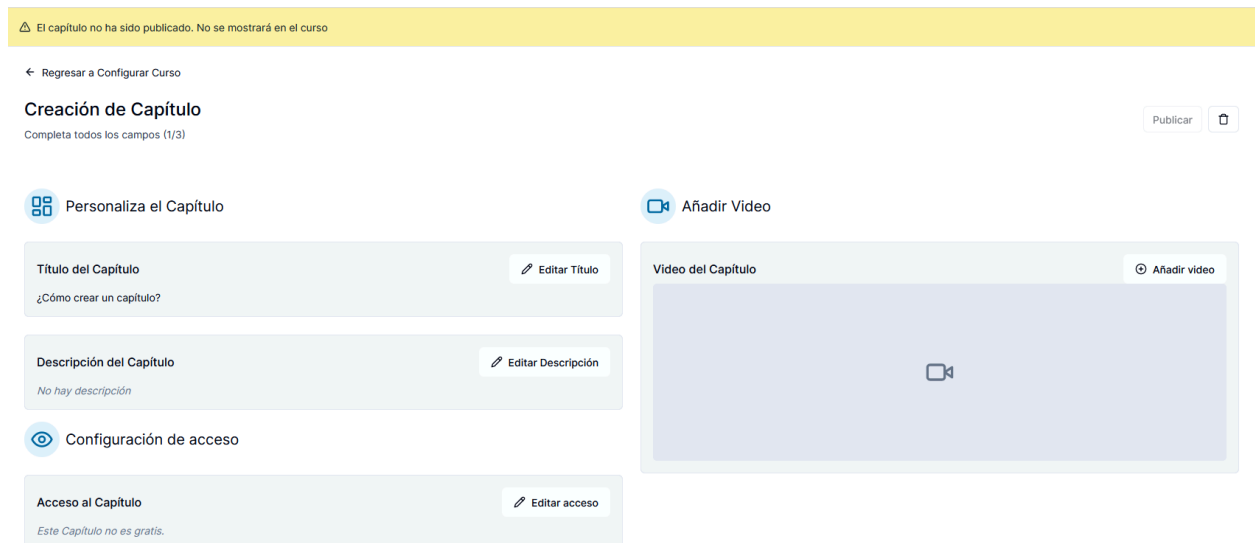 El capítulo no ha sido publicado. No se mostrará en el curso
Regresar a Configurar Curso
Creación de Capítulo
Completa todos los campos (1/3)
Publicar
Personaliza el Capítulo
Título del Capítulo
Editar Título
¿Cómo crear un capítulo?
Descripción del Capítulo
Editar Descripción
No hay descripción
Configuración de acceso
Acceso al Capítulo
Editar acceso
Este Capítulo no es gratis.
Añadir Video
Video del Capítulo
Añadir video